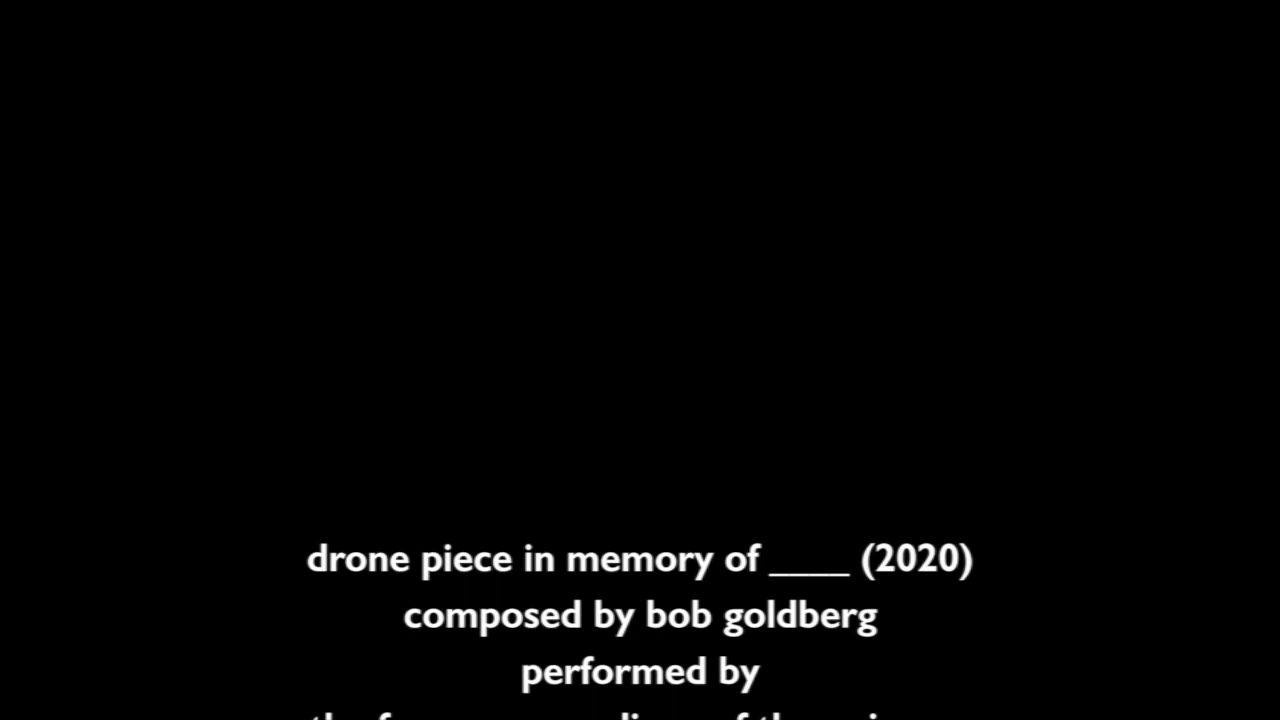 drone piece in memory of ____ (2020)
composed by bob goldberg
performed by